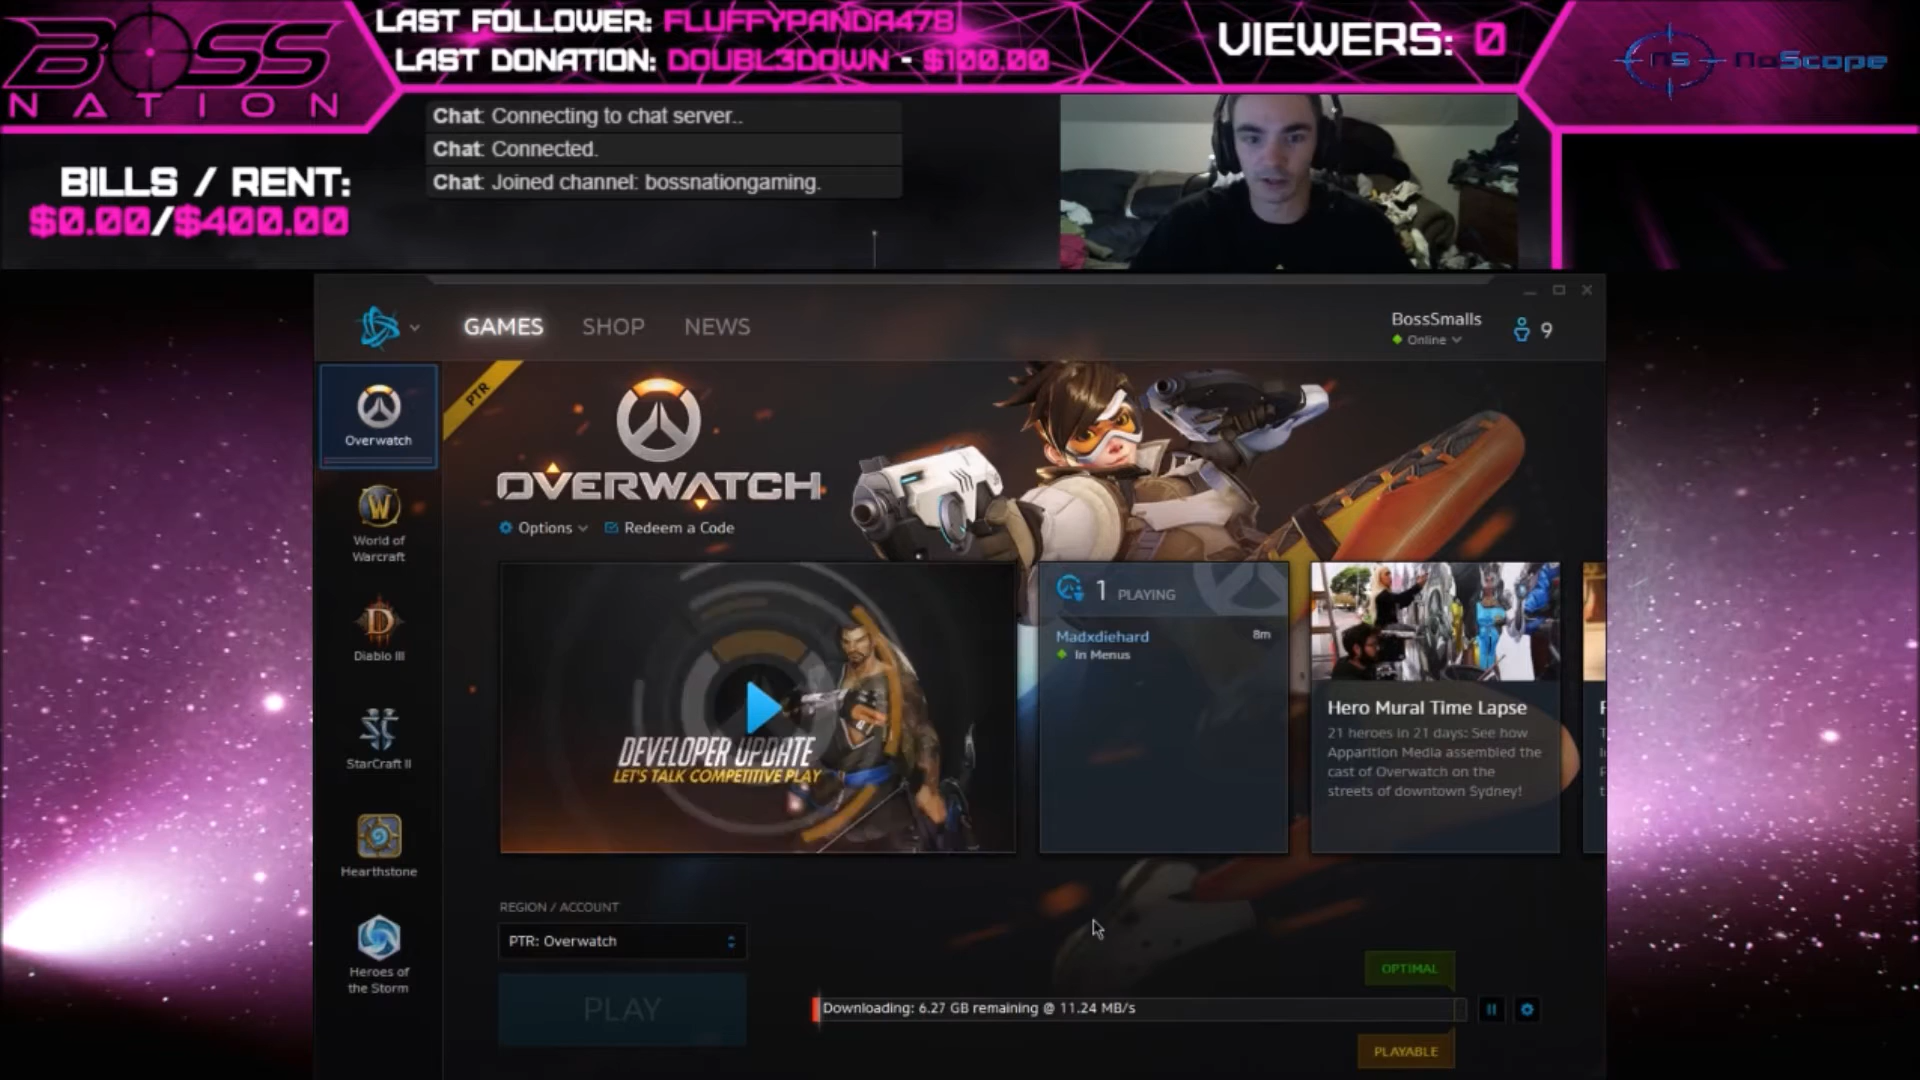 BOSS
NATION
LAST FOLLOWER: FLUFFYPANDA478
LAST DONATION: DOUBL3DOWN - $100.00
VIEWERS: 0
NS NoScope
BILLS / RENT:
$0.00/$400.00
Chat: Connecting to chat server..
Chat: Connected.
Chat: Joined channel: bossnationgaming.
GAMES SHOP NEWS
BossSmalls
Online
9
Overwatch
World of
Warcraft
Diablo III
StarCraft II
Hearthstone
Heroes of
the Storm
PTR
OVERWATCH
Options
Redeem a Code
DEVELOPER UPDATE
LET'S TALK COMPETITIVE PLAY
1 PLAYING
Madxdiehard 8m
In Menus
Hero Mural Time Lapse
21 heroes in 21 days: See how
Apparition Media assembled the
cast of Overwatch on the
streets of downtown Sydney!
REGION / ACCOUNT
PTR: Overwatch
PLAY
OPTIMAL
Downloading: 6.27 GB remaining @ 11.24 MB/s
PLAYABLE